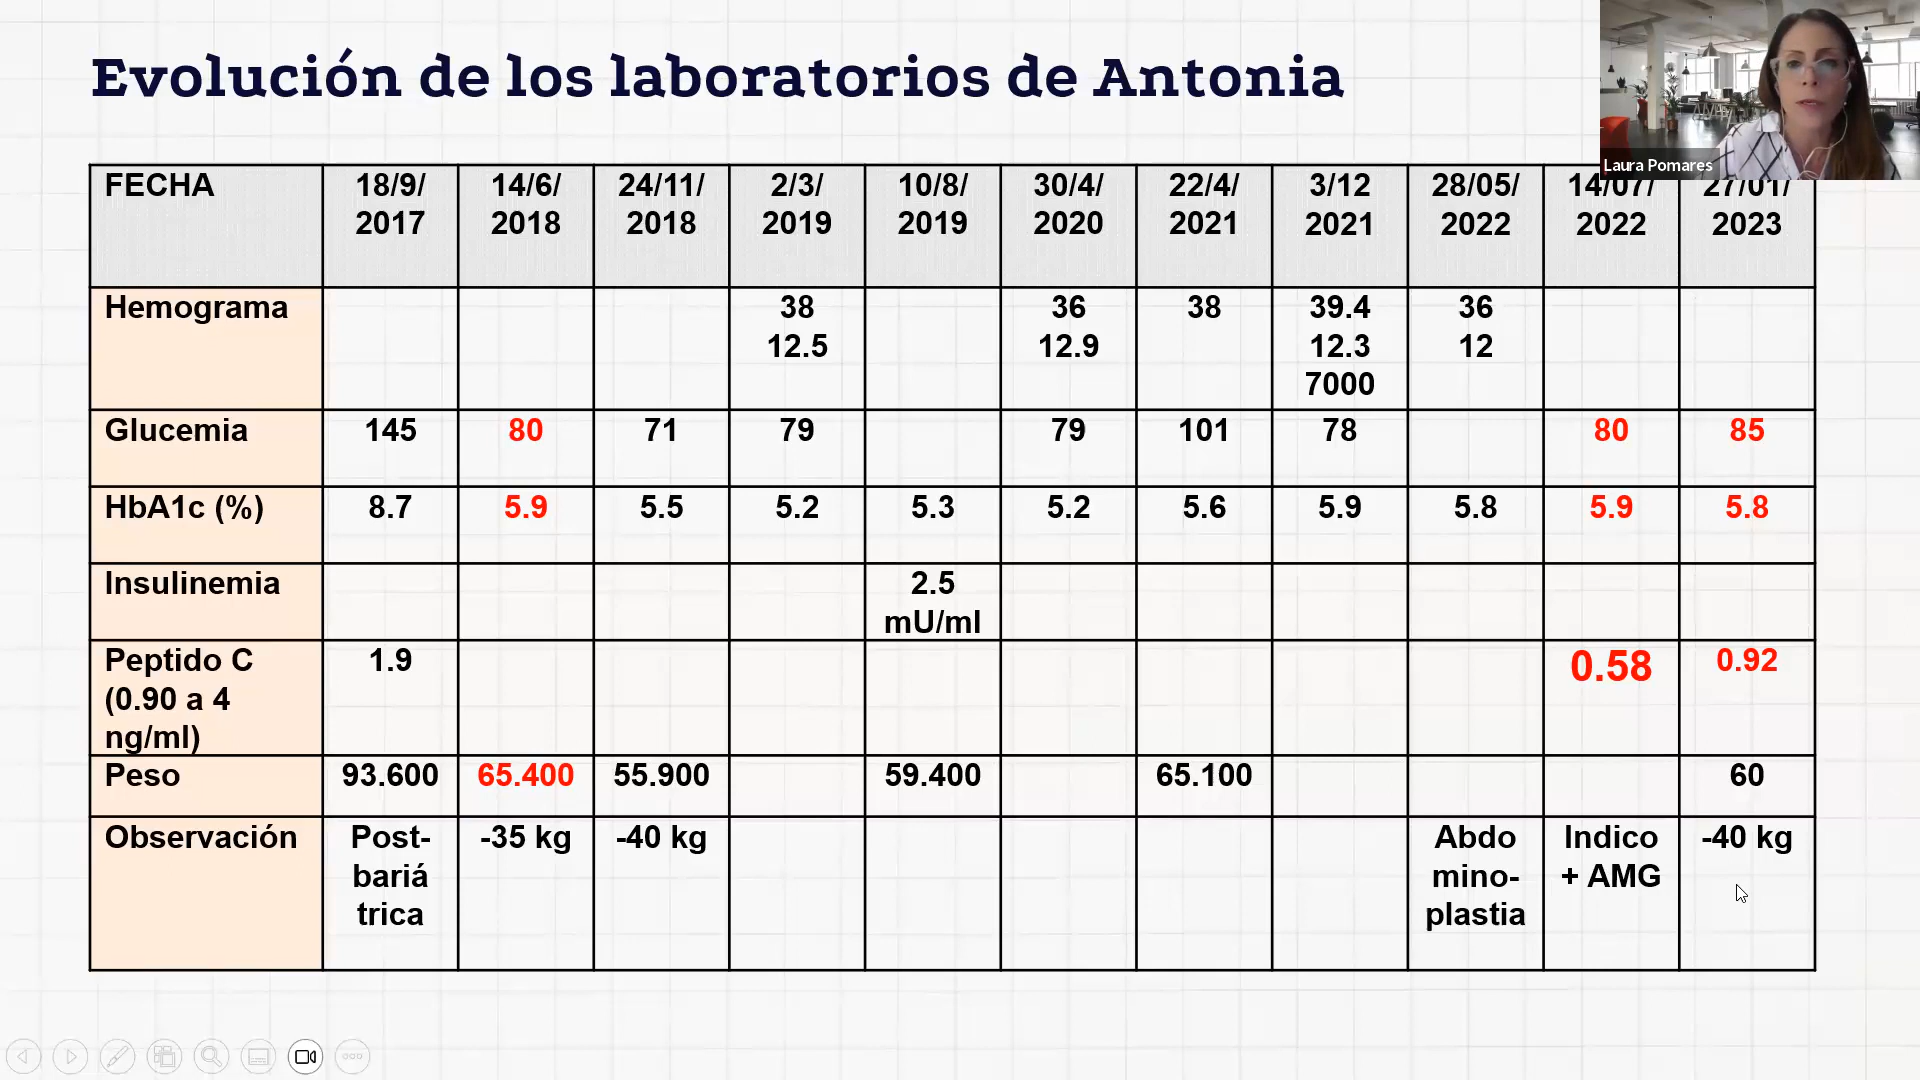 Evolución de los laboratorios de Antonia
Laura Pomares
FECHA 18/9/ 14/6/ 24/11/ 2/3/ 10/8/ 30/4/ 22/4/ 3/12 28/05/ 14/07/ 27/01/
2017 2018 2018 2019 2019 2020 2021 2021 2022 2022 2023
Hemograma 38 36 38 39.4 36
12.5 12.9 12.3 12
7000
Glucemia 145 80 71 79 79 101 78 80 85
HbA1c (%) 8.7 5.9 5.5 5.2 5.3 5.2 5.6 5.9 5.8 5.9 5.8
Insulinemia 2.5
mU/ml
Peptido C 1.9 0.58 0.92
(0.90 a 4
ng/ml)
Peso 93.600 65.400 55.900 59.400 65.100 60
Observación Post- -35 kg -40 kg Abdo Indico -40 kg
bariá mino- + AMG
trica plastia